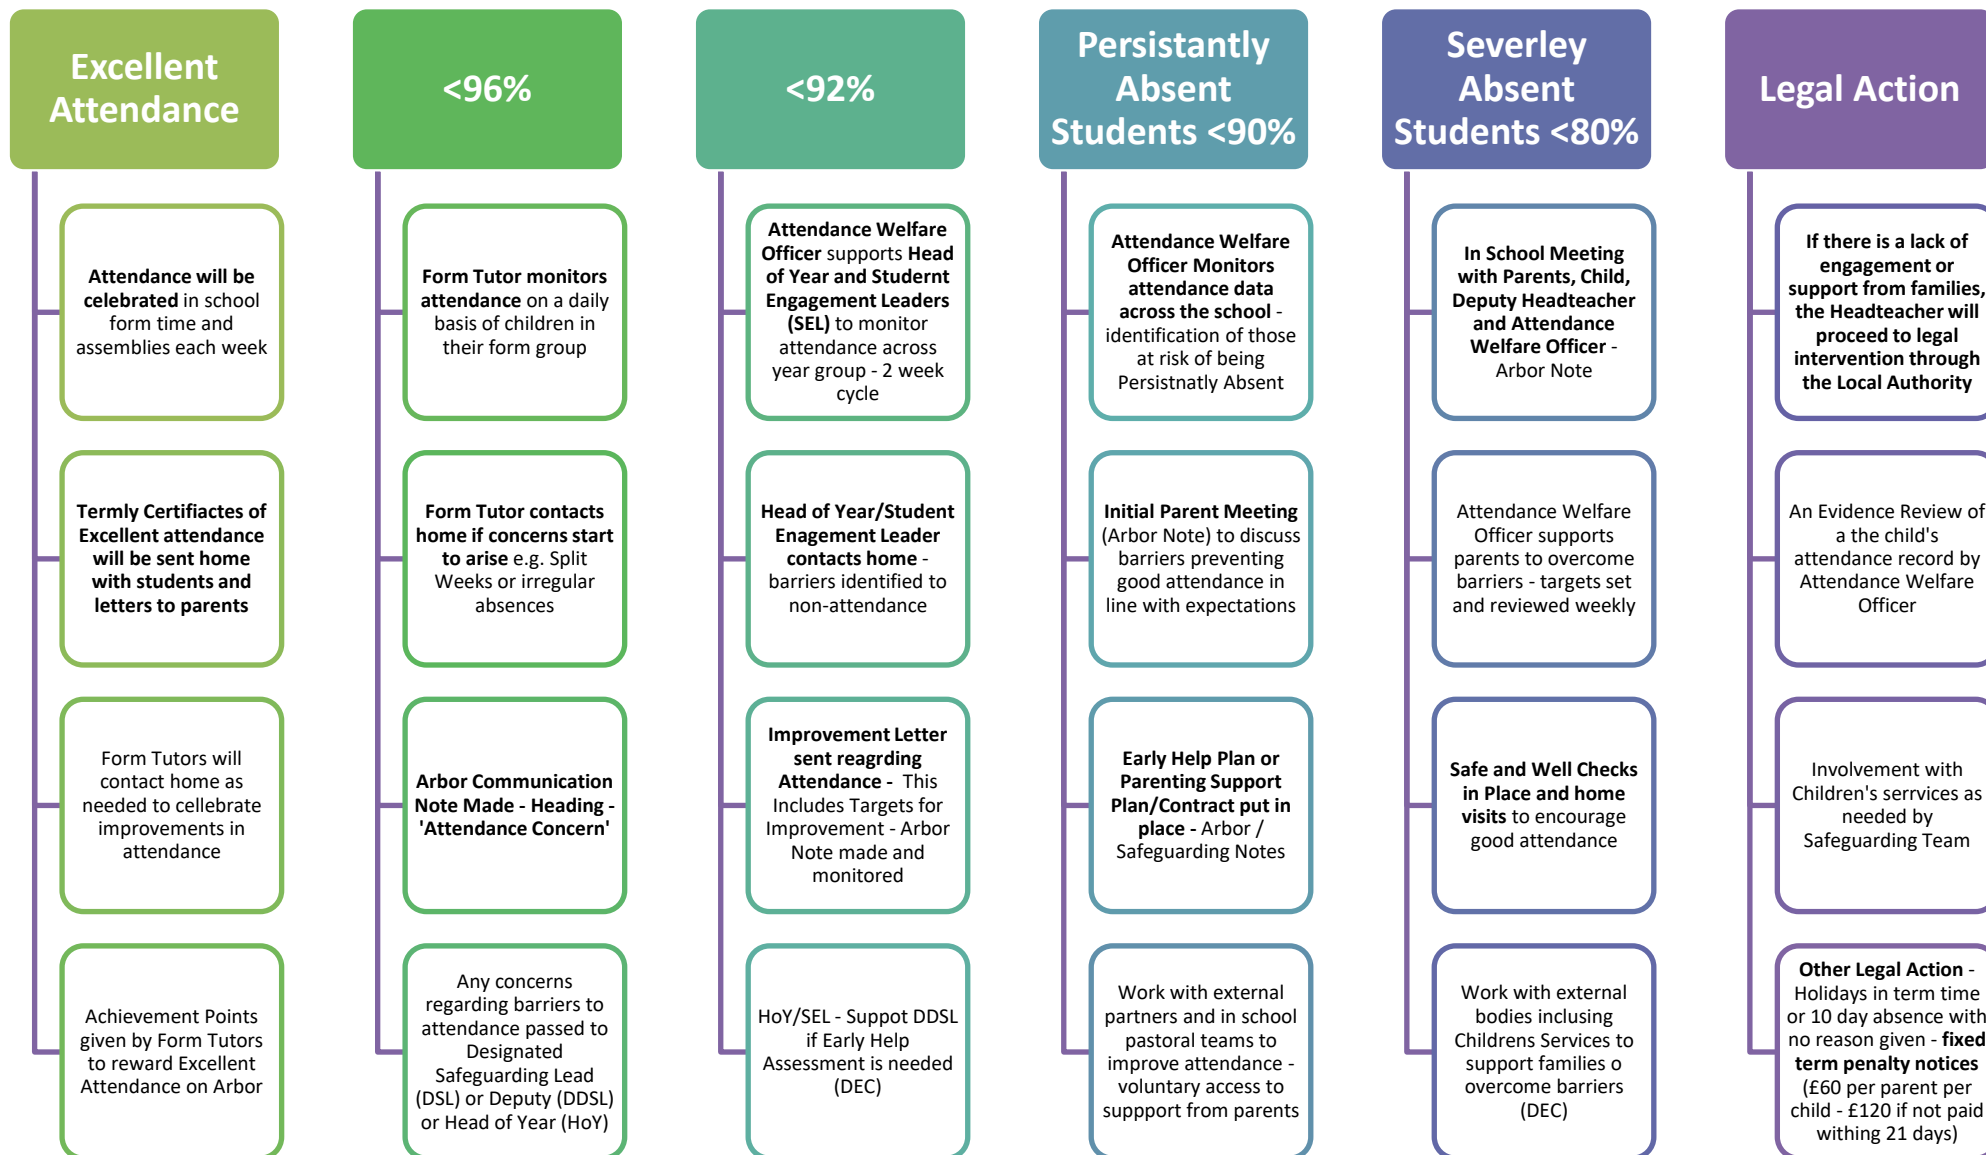 Excellent
Attendance
Attendance will be
celebrated in school
form time and
assemblies each week
Termly Certifiactes of
Excellent attendance
will be sent home
with students and
letters to parents
Form Tutors will
contact home as
needed to cellebrate
improvements in
attendance
Achievement Points
given by Form Tutors
to reward Excellent
Attendance on Arbor
<96%
Form Tutor monitors
attendance on a daily
basis of children in
their form group
Form Tutor contacts
home if concerns start
to arise e.g. Split
Weeks or irregular
absences
Arbor Communication
Note Made - Heading -
'Attendance Concern'
Any concerns
regarding barriers to
attendance passed to
Designated
Safeguarding Lead
(DSL) or Deputy (DDSL)
or Head of Year (HoY)
<92%
Attendance Welfare
Officer supports Head
of Year and Studernt
Engagement Leaders
(SEL) to monitor
attendance across
year group - 2 week
cycle
Head of Year/Student
Enagement Leader
contacts home -
barriers identified to
non-attendance
Improvement Letter
sent reagrding
Attendance - This
Includes Targets for
Improvement - Arbor
Note made and
monitored
HoY/SEL - Suppot DDSL
if Early Help
Assessment is needed
(DEC)
Persistantly
Absent
Students <90%
Attendance Welfare
Officer Monitors
attendance data
across the school -
identification of those
at risk of being
Persistnatly Absent
Initial Parent Meeting
(Arbor Note) to discuss
barriers preventing
good attendance in
line with expectations
Early Help Plan or
Parenting Support
Plan/Contract put in
place - Arbor /
Safeguarding Notes
Work with external
partners and in school
pastoral teams to
improve attendance -
voluntary access to
suppport from parents
Severley
Absent
Students <80%
In School Meeting
with Parents, Child,
Deputy Headteacher
and Attendance
Welfare Officer -
Arbor Note
Attendance Welfare
Officer supports
parents to overcome
barriers - targets set
and reviewed weekly
Safe and Well Checks
in Place and home
visits to encourage
good attendance
Work with external
bodies inclusing
Childrens Services to
support families o
overcome barriers
(DEC)
Legal Action
If there is a lack of
engagement or
support from families,
the Headteacher will
proceed to legal
intervention through
the Local Authority
An Evidence Review of
a the child's
attendance record by
Attendance Welfare
Officer
Involvement with
Children's serrvices as
needed by
Safeguarding Team
Other Legal Action -
Holidays in term time
or 10 day absence with
no reason given - fixed
term penalty notices
(£60 per parent per
child - £120 if not paid
withing 21 days)